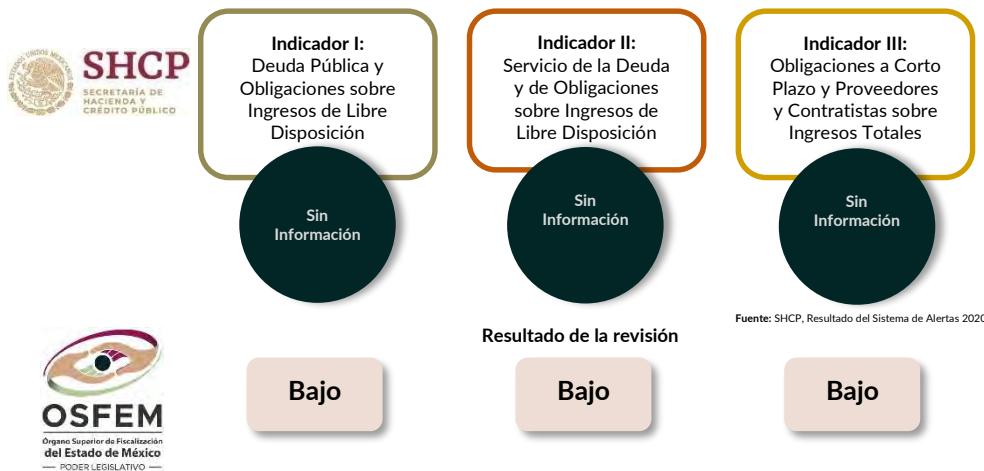 SHCP
SECRETARÍA DE
HACIENDA Y
CRÉDITO PÚBLICO
Indicador I:
Deuda Pública y
Obligaciones sobre
Ingresos de Libre
Disposición
Sin
Información
Indicador II:
Servicio de la Deuda
y de Obligaciones
sobre Ingresos de
Libre Disposición
Sin
Información
Indicador III:
Obligaciones a Corto
Plazo y Proveedores
y Contratistas sobre
Ingresos Totales
Sin
Información
Fuente: SHCP, Resultado del Sistema de Alertas 2020
Resultado de la revisión
OSFEM
Órgano Superior de Fiscalización
del Estado de México
PODER LEGISLATIVO
Bajo
Bajo
Bajo